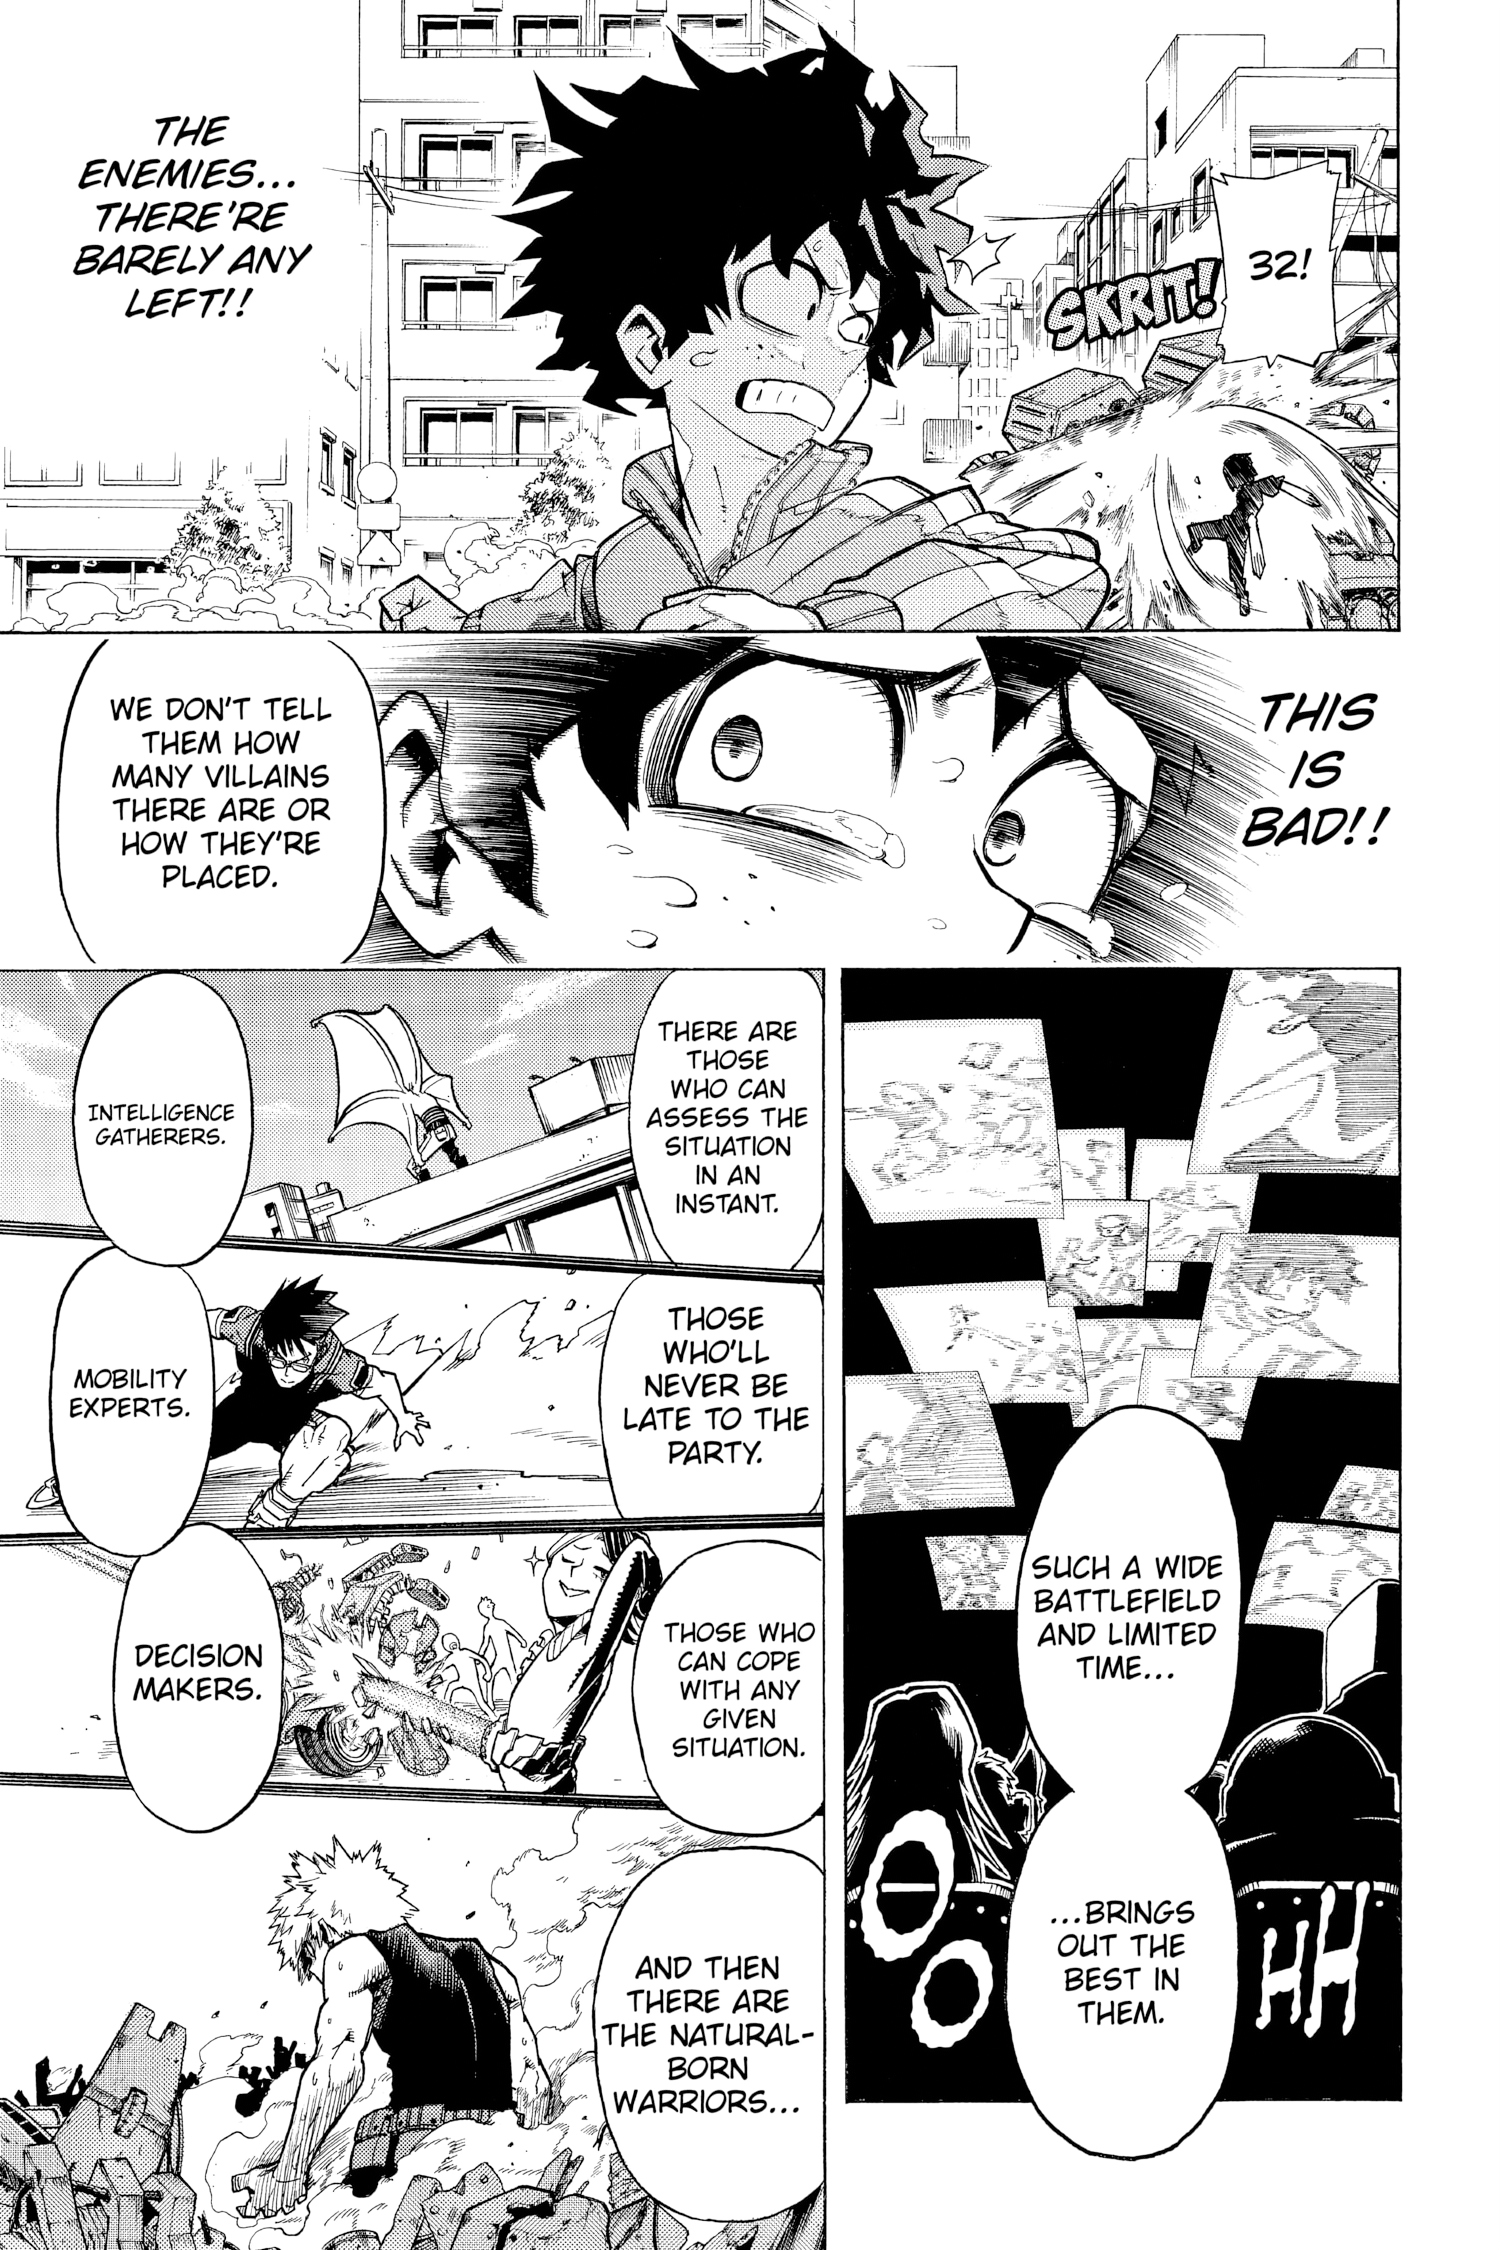 32!
SKRIT!
THE
ENEMIES...
THERE'RE
BARELY ANY
LEFT!!
THIS
IS
BAD!!
WE DON'T TELL
THEM HOW
MANY VILLAINS
THERE ARE OR
HOW THEY'RE
PLACED.
SUCH A WIDE
BATTLEFIELD
AND LIMITED
TIME...
...BRINGS
OUT THE
BEST IN
THEM.
HH
THERE ARE
THOSE
WHO CAN
ASSESS THE
SITUATION
IN AN
INSTANT.
INTELLIGENCE
GATHERERS.
THOSE
WHO'LL
NEVER BE
LATE TO THE
PARTY.
MOBILITY
EXPERTS.
THOSE WHO
CAN COPE
WITH ANY
GIVEN
SITUATION.
DECISION
MAKERS.
AND THEN
THERE ARE
THE NATURAL-
BORN
WARRIORS...